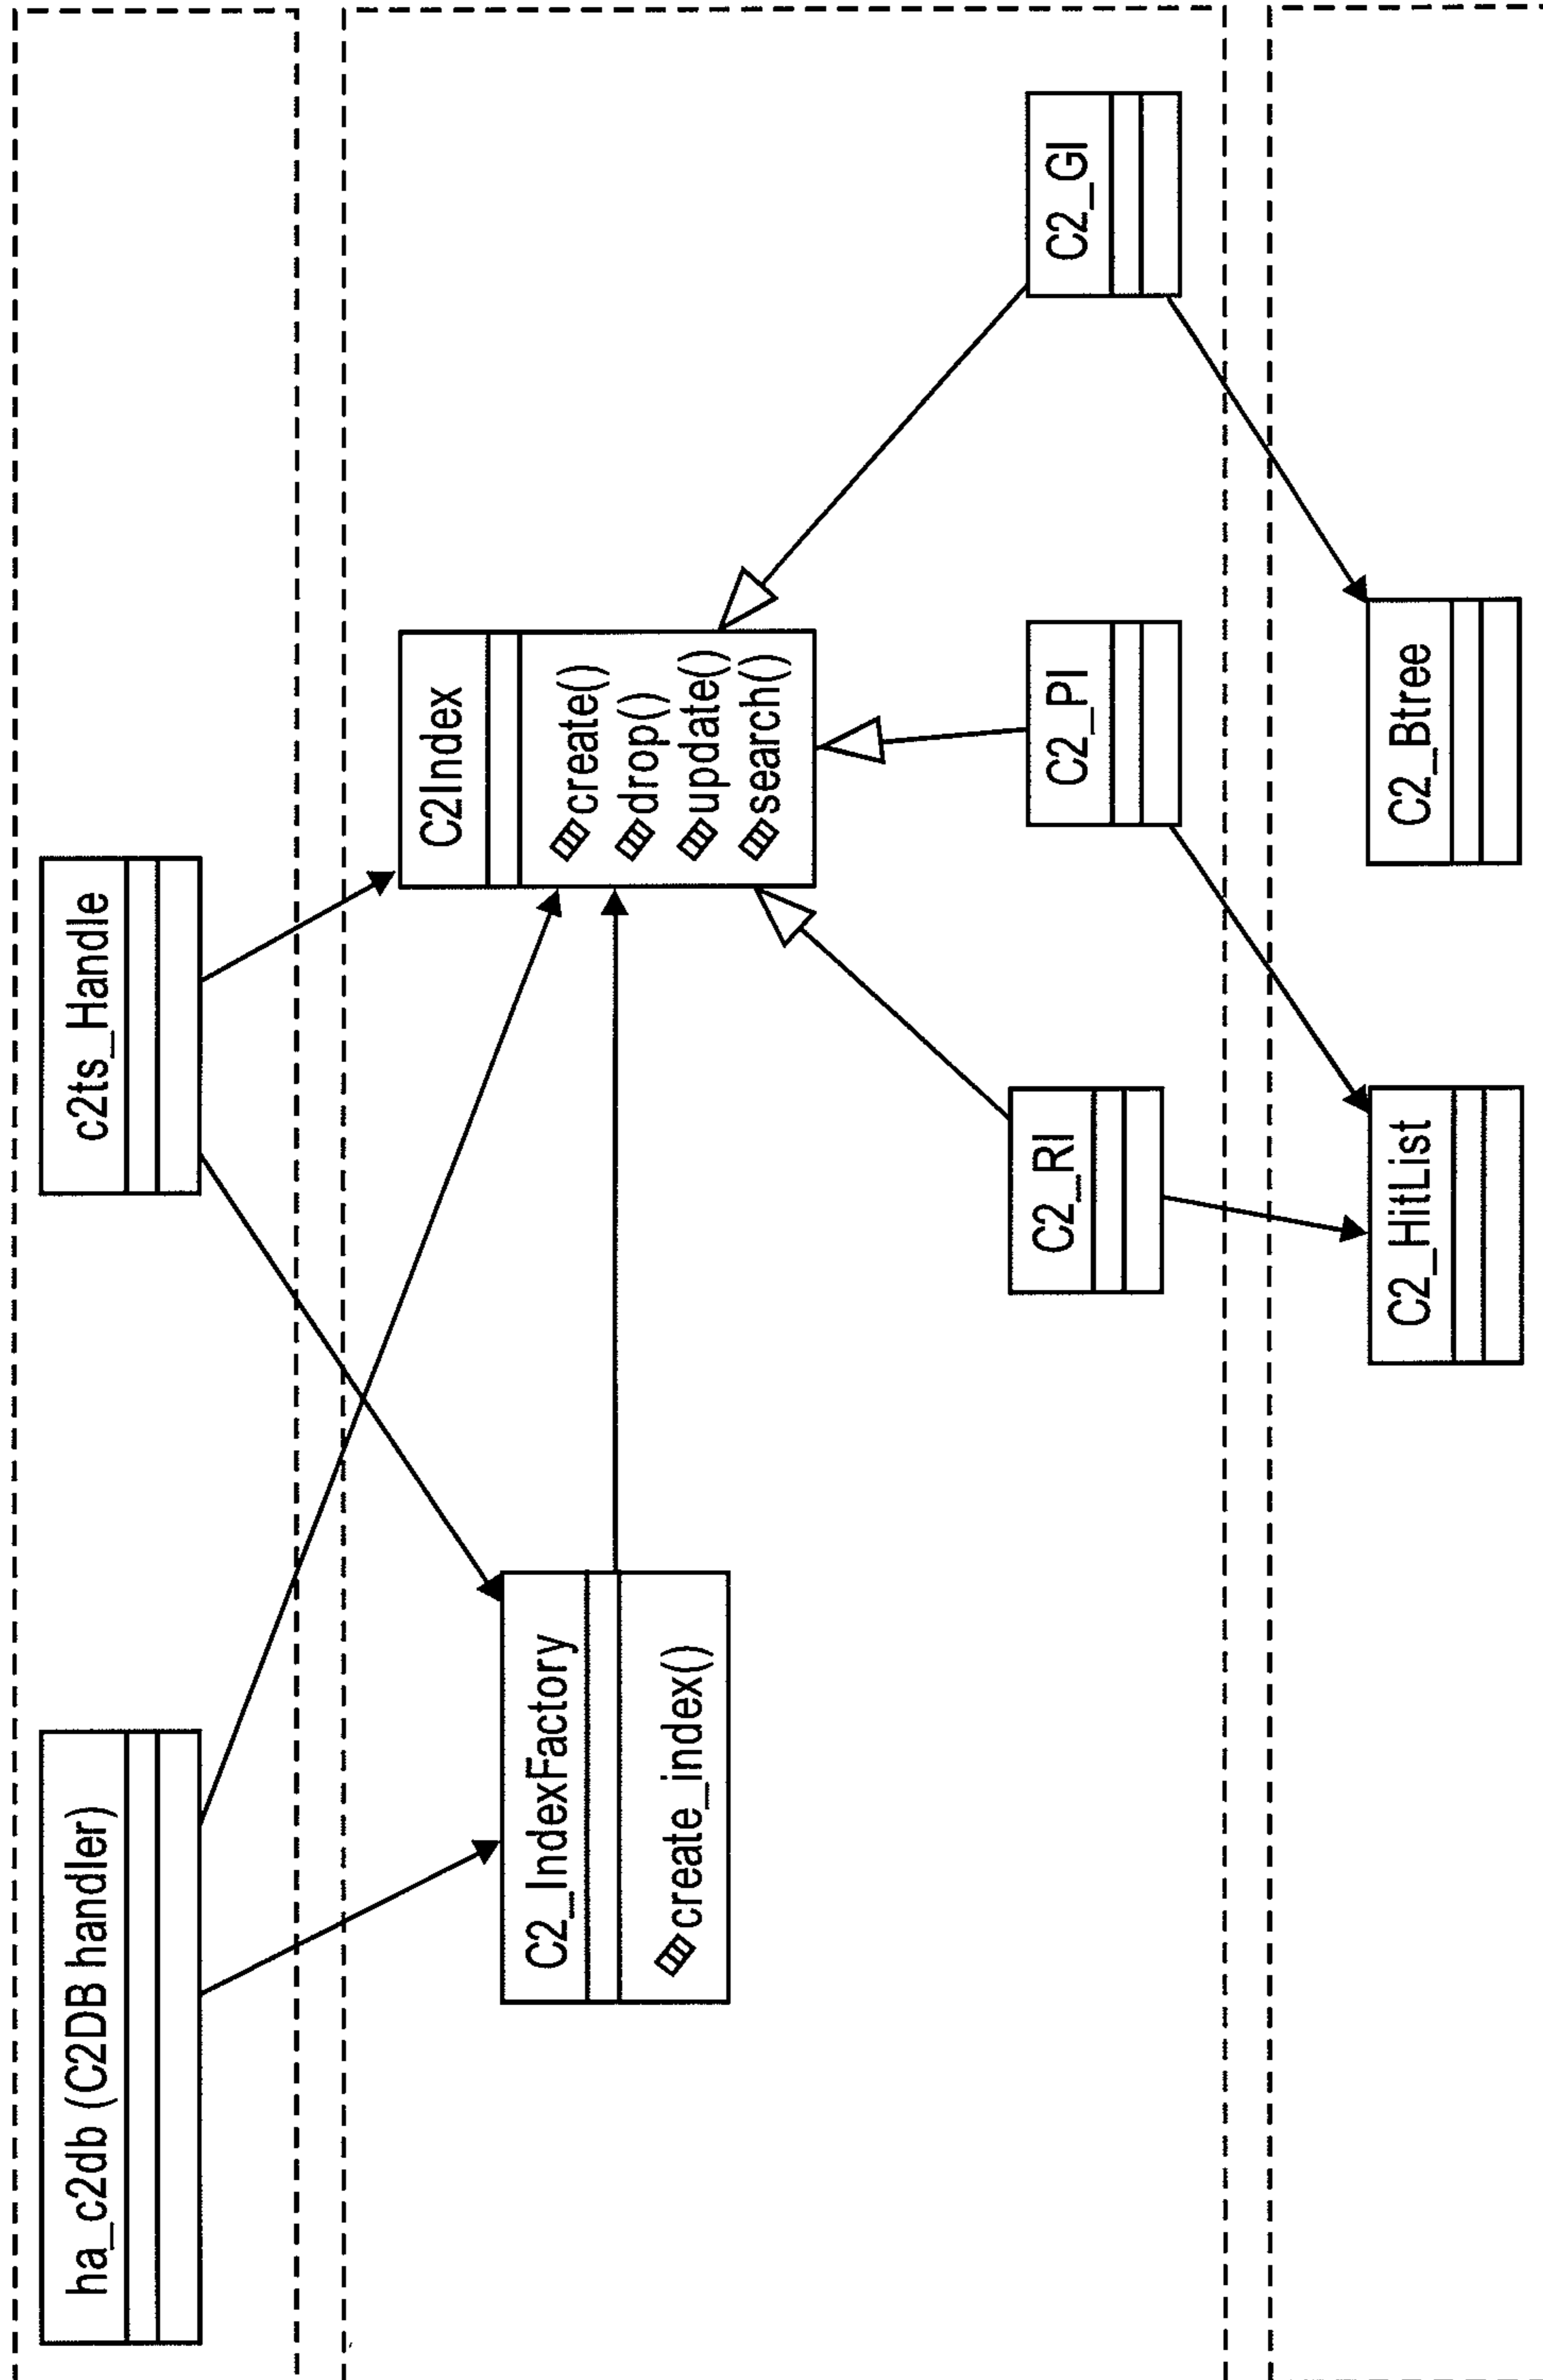 ha_c2db (C2DB handler)
c2ts_Handle
C2_IndexFactory
create_index()
C2Index
create()
drop()
update()
search()
C2_RI
C2_PI
C2_GI
C2_HitList
C2_Btree